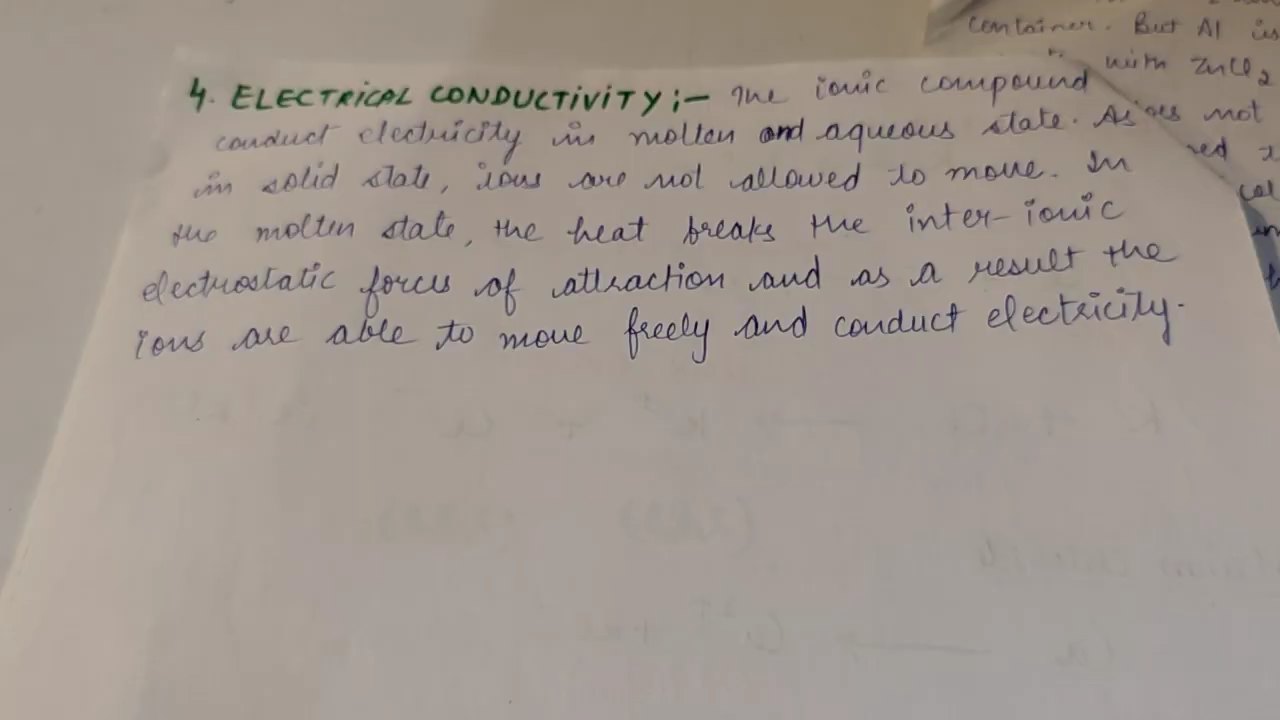 4. ELECTRICAL CONDUCTIVITY :- The ionic compound
conduct electricity in molten and aqueous state. As
in solid state, ions are not allowed to move. In
the molten state, the heat breaks the inter-ionic
electrostatic forces of attraction and as a result the
ions are able to move freely and conduct electricity.
container. But Al is
with ZnCl2
not